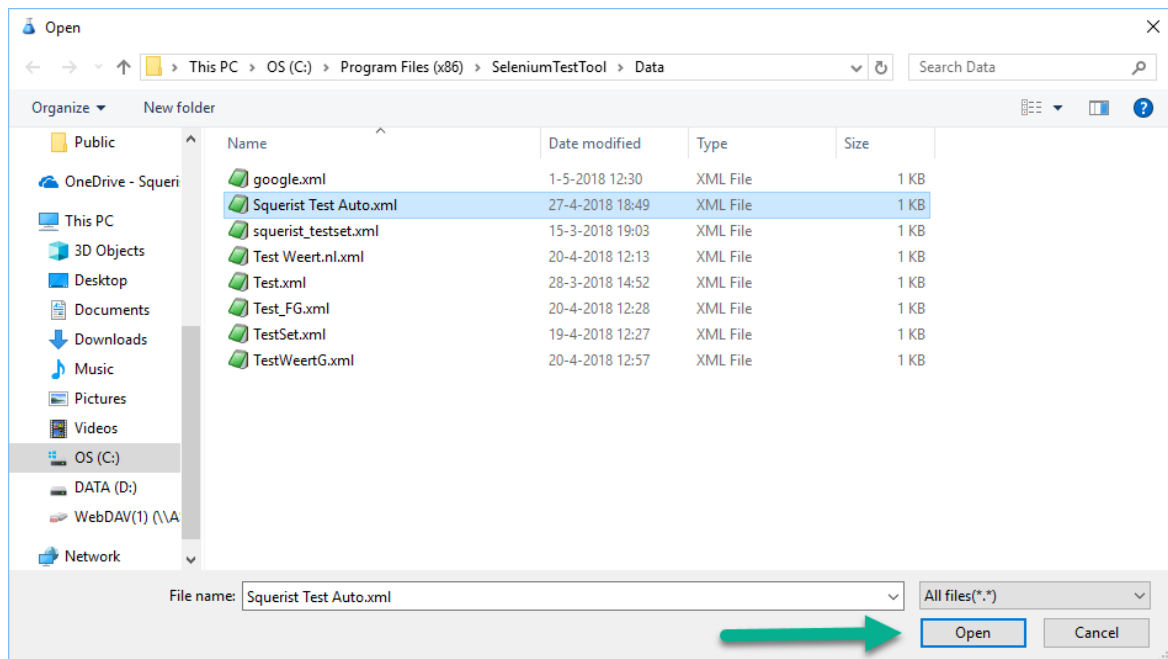 Open
This PC > OS (C:) > Program Files (x86) > SeleniumTestTool > Data
Search Data
Organize
New folder
Public
OneDrive - Squeri
This PC
3D Objects
Desktop
Documents
Downloads
Music
Pictures
Videos
OS (C:)
DATA (D:)
WebDAV(1) (\\A
Network
Name Date modified Type Size
google.xml 1-5-2018 12:30 XML File 1 KB
Squerist Test Auto.xml 27-4-2018 18:49 XML File 1 KB
squerist_testset.xml 15-3-2018 19:03 XML File 1 KB
Test Weert.nl.xml 20-4-2018 12:13 XML File 1 KB
Test.xml 28-3-2018 14:52 XML File 1 KB
Test_FG.xml 20-4-2018 12:28 XML File 1 KB
TestSet.xml 19-4-2018 12:27 XML File 1 KB
TestWeertG.xml 20-4-2018 12:57 XML File 1 KB
File name: Squerist Test Auto.xml
All files(*.*)
Open
Cancel